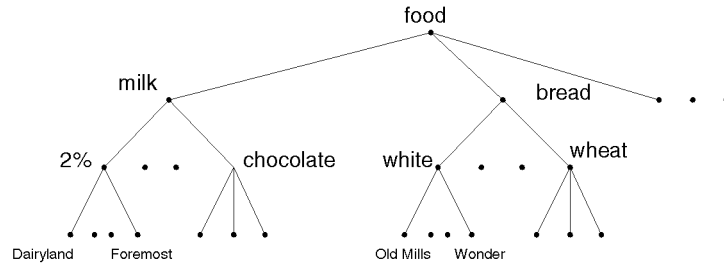 food
milk
bread
2%
chocolate
white
wheat
Dairyland
Foremost
Old Mills
Wonder